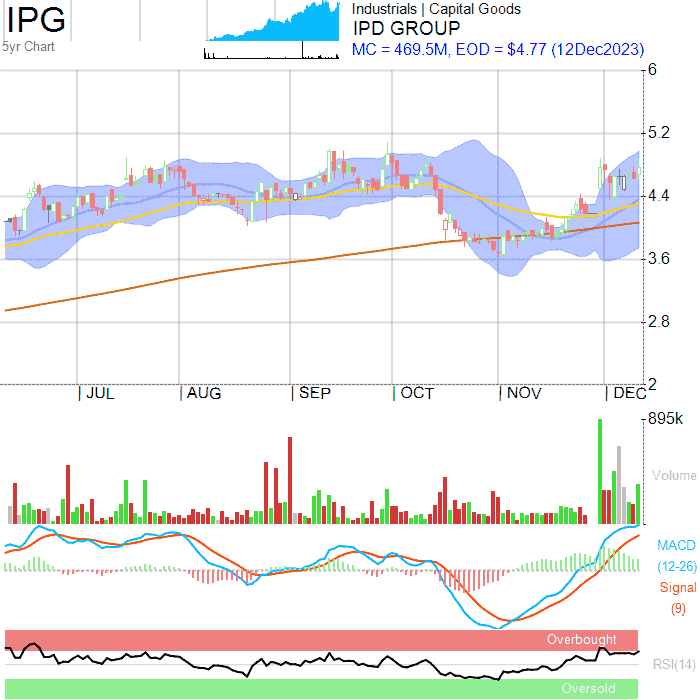 IPG
5yr Chart
Industrials | Capital Goods
IPD GROUP
MC = 469.5M, EOD = $4.77 (12Dec2023)
6
5.2
4.4
3.6
2.8
2
JUL AUG SEP OCT NOV DEC
895k
Volume
MACD
(12-26)
Signal
(9)
Overbought
RSI(14)
Oversold